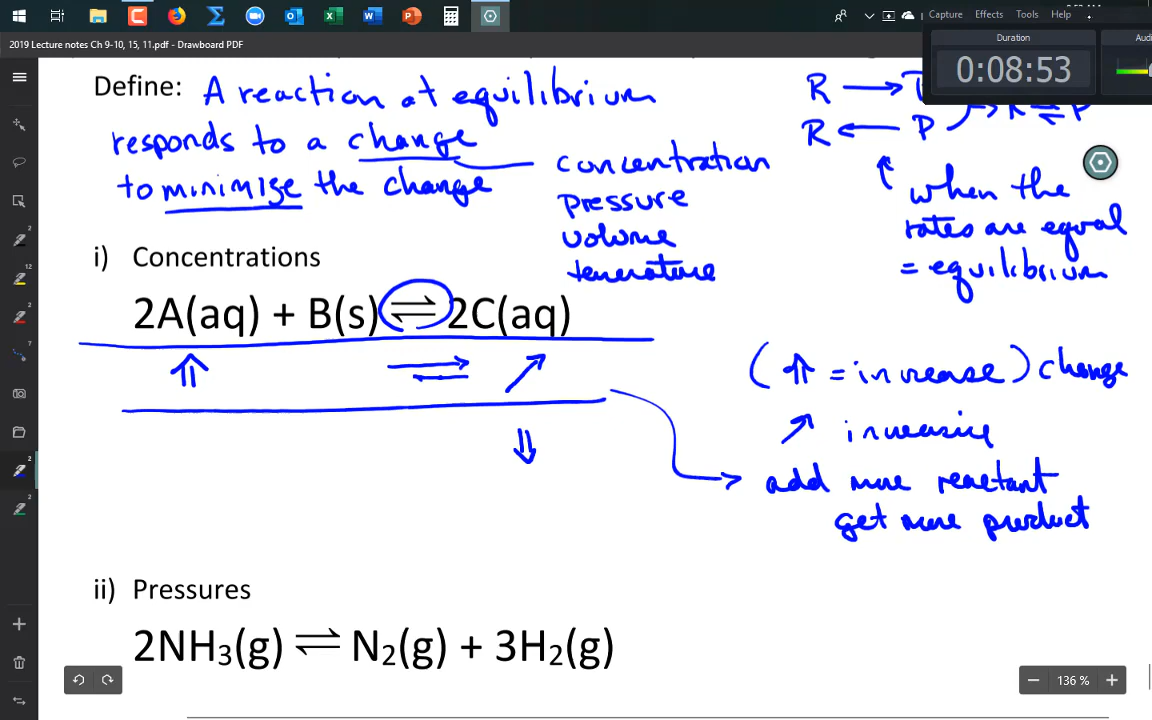 Capture Effects Tools Help
2019 Lecture notes Ch 9-10, 15, 11.pdf - Drawboard PDF
Duration
0:08:53
Define: A reaction at equilibrium
responds to a change
to minimize the change
concentration
pressure
volume
temerature
R →
R ← P
R ⇌ P
when the
rates are equal
= equilibrium
i) Concentrations
2A(aq) + B(s) ⇌ 2C(aq)
⇑ ⇌ ↗
⇓
(⇑ = increase) change
↗ increasing
add more reactant
get more product
ii) Pressures
2NH₃(g) ⇌ N₂(g) + 3H₂(g)
136 %